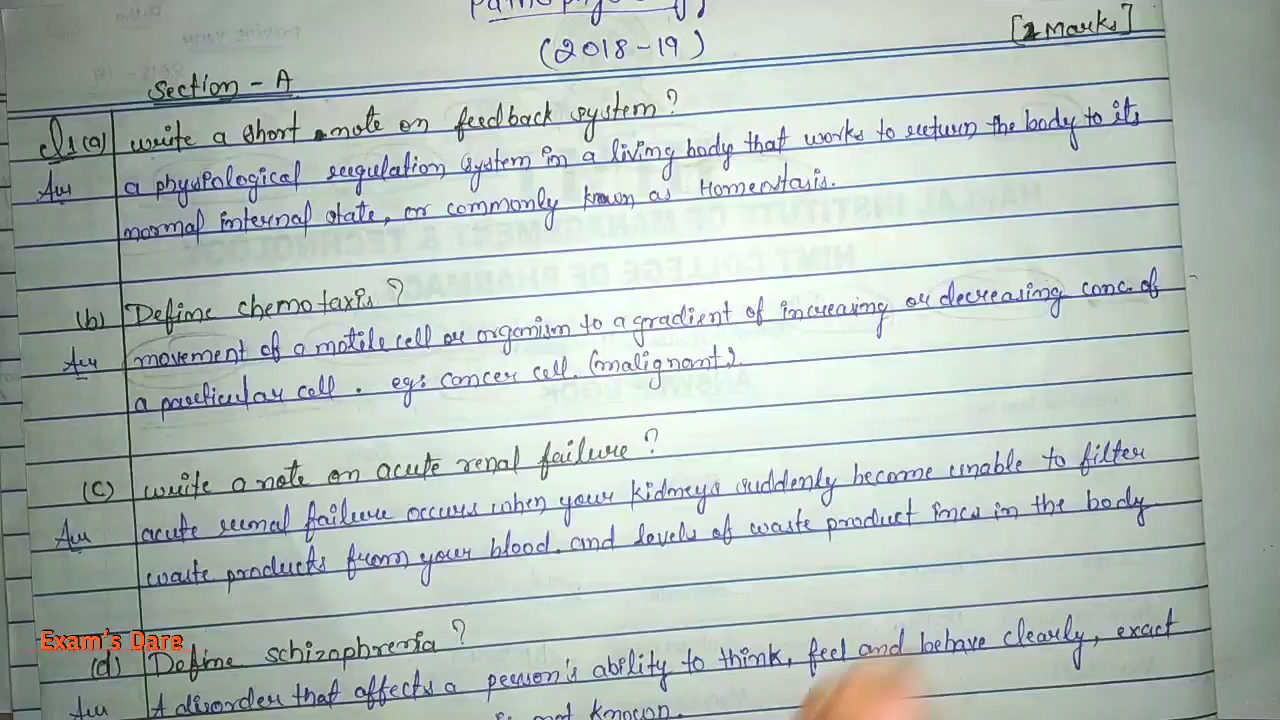 Pathophysiology
(2018-19)
[2 Marks]
Section - A
Q1(a) write a short note on feedback system?
Ans a physiological regulation system in a living body that works to return the body to its
normal internal state, or commonly known as Homeostasis.
(b) Define chemotaxis?
Ans movement of a motile cell or organism to a gradient of increasing or decreasing conc. of
a particular cell. eg: cancer cell. (malignant).
(c) write a note on acute renal failure?
Ans acute renal failure occurs when your kidneys suddenly become unable to filter
waste products from your blood. and levels of waste product incs in the body
(d) Define schizophrenia?
Ans A disorder that affects a person's ability to think, feel and behave clearly, exact
is not known.
Exam's Dare